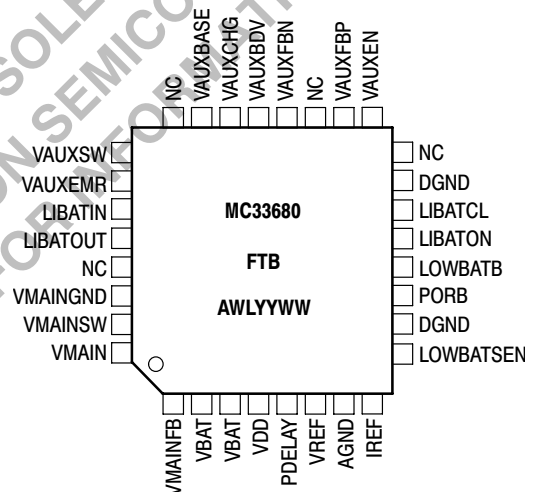 NC
VAUXBASE
VAUXCHG
VAUXBDV
VAUXFBN
NC
VAUXFBP
VAUXEN
VAUXSW
VAUXEMR
LIBATIN
LIBATOUT
NC
VMAINGND
VMAINSW
VMAIN
MC33680
FTB
AWLYYWW
NC
DGND
LIBATCL
LIBATON
LOWBATB
PORB
DGND
LOWBATSEN
VMAINFB
VBAT
VBAT
VDD
PDELAY
VREF
AGND
IREF